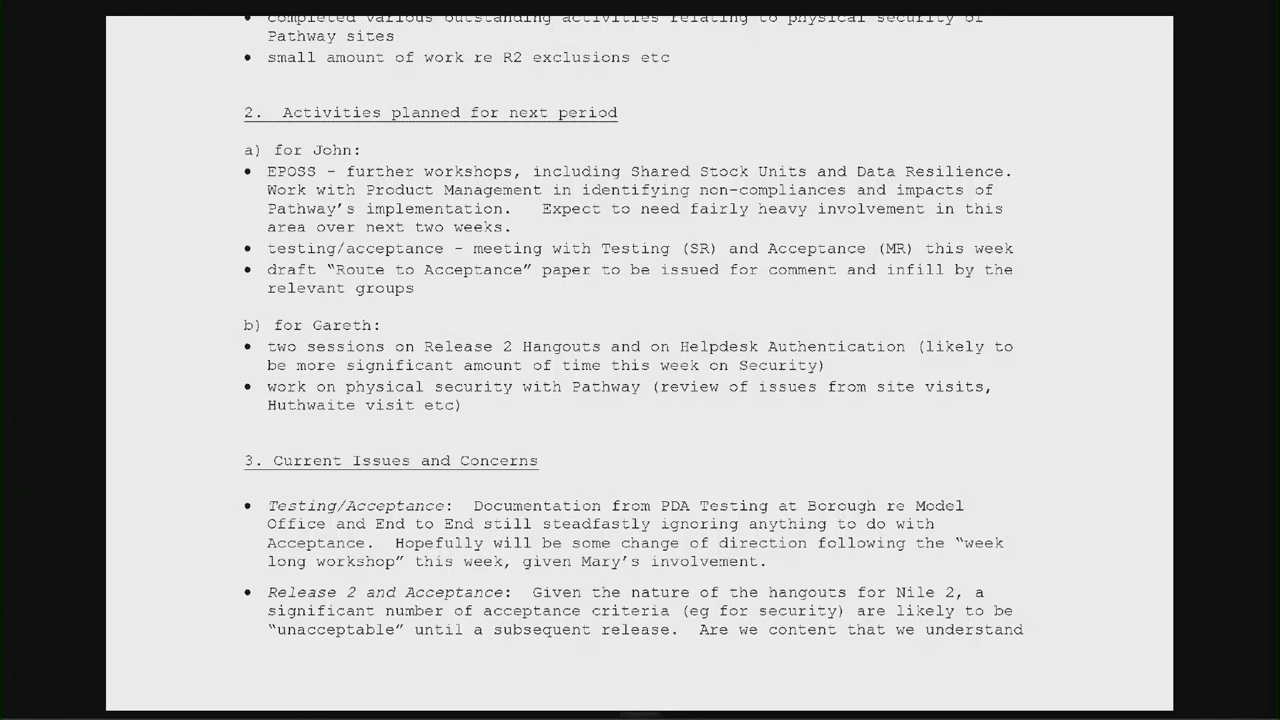 completed various outstanding activities relating to physical security of
Pathway sites
• small amount of work re R2 exclusions etc
2. Activities planned for next period
a) for John:
• EPOSS - further workshops, including Shared Stock Units and Data Resilience.
Work with Product Management in identifying non-compliances and impacts of
Pathway's implementation. Expect to need fairly heavy involvement in this
area over next two weeks.
• testing/acceptance - meeting with Testing (SR) and Acceptance (MR) this week
• draft “Route to Acceptance” paper to be issued for comment and infill by the
relevant groups
b) for Gareth:
• two sessions on Release 2 Hangouts and on Helpdesk Authentication (likely to
be more significant amount of time this week on Security)
• work on physical security with Pathway (review of issues from site visits,
Huthwaite visit etc)
3. Current Issues and Concerns
• Testing/Acceptance: Documentation from PDA Testing at Borough re Model
Office and End to End still steadfastly ignoring anything to do with
Acceptance. Hopefully will be some change of direction following the “week
long workshop” this week, given Mary's involvement.
• Release 2 and Acceptance: Given the nature of the hangouts for Nile 2, a
significant number of acceptance criteria (eg for security) are likely to be
“unacceptable” until a subsequent release. Are we content that we understand